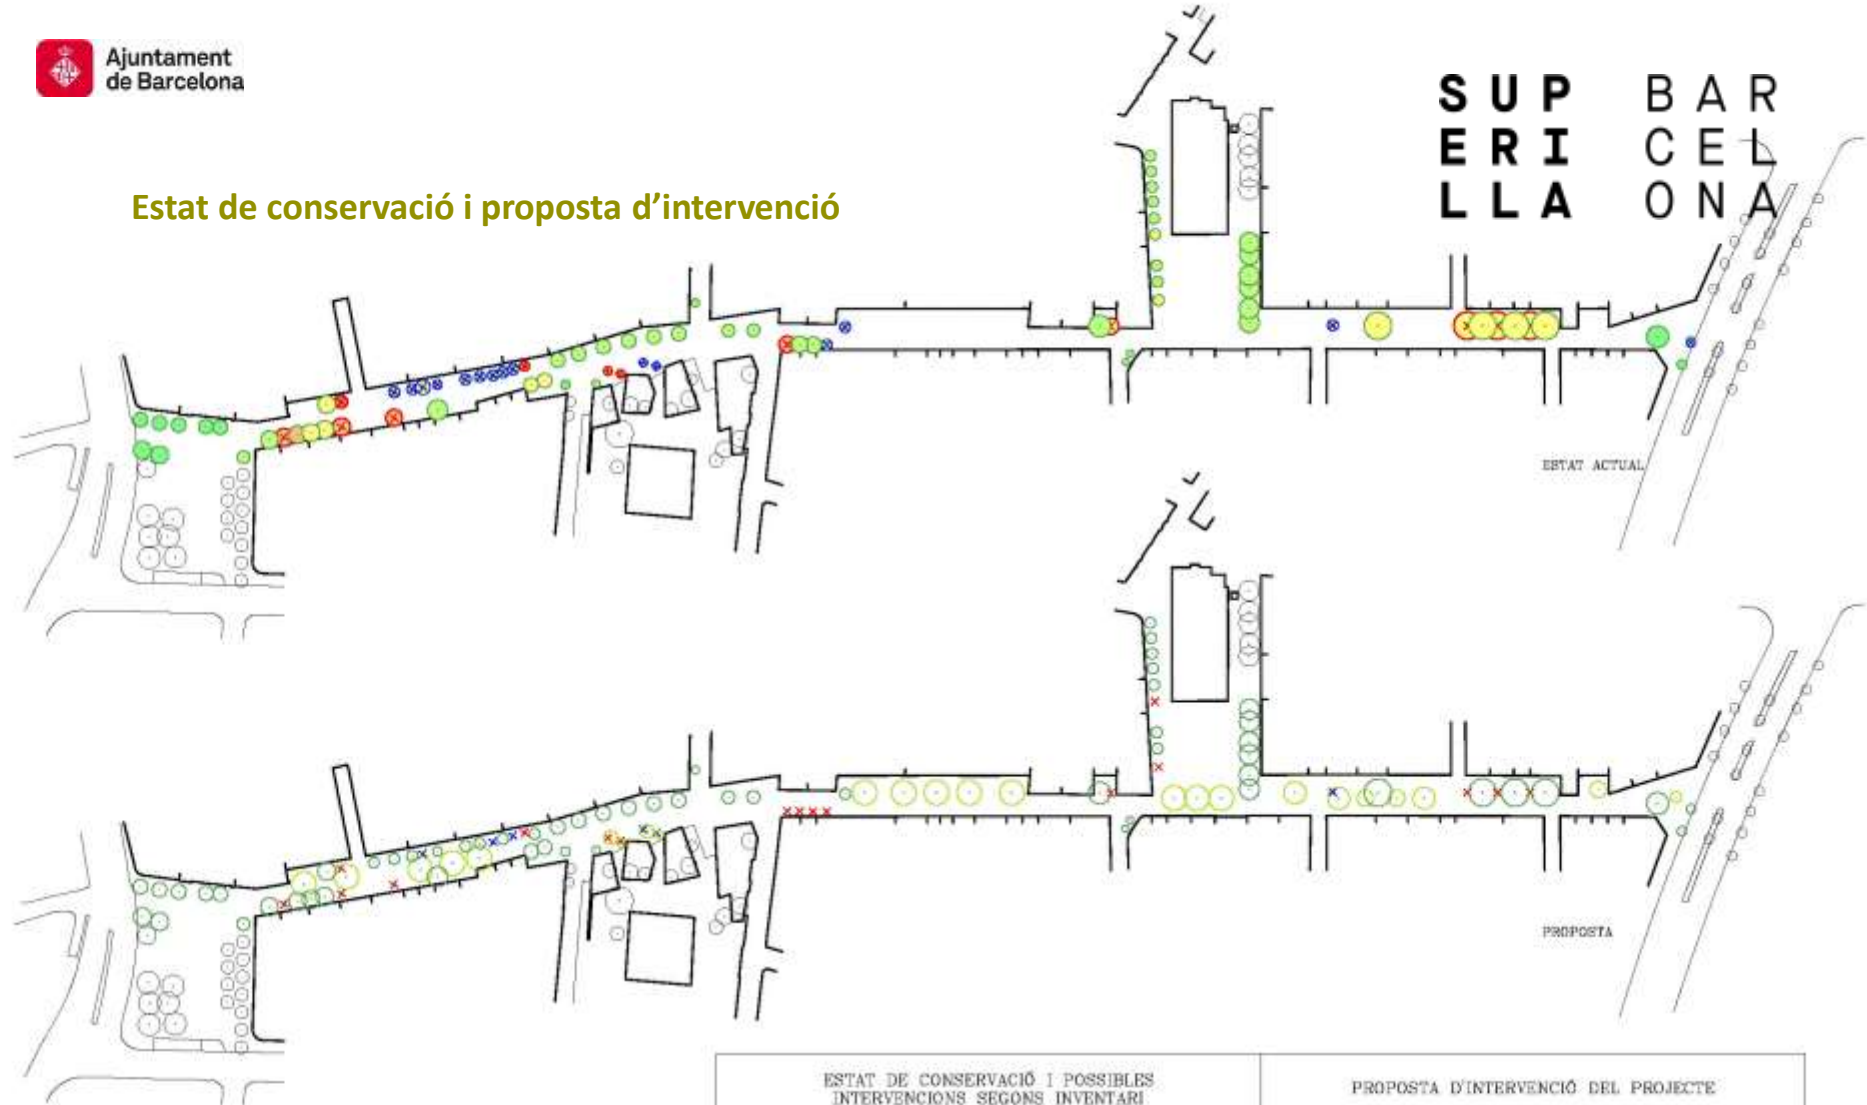 Ajuntament
de Barcelona
SUP BAR
ERI CEL
LLA ONA
Estat de conservació i proposta d'intervenció
ESTAT ACTUAL
PROPOSTA
ESTAT DE CONSERVACIÓ I POSSIBLES
INTERVENCIONS SEGONS INVENTARI
PROPOSTA D'INTERVENCIÓ DEL PROJECTE